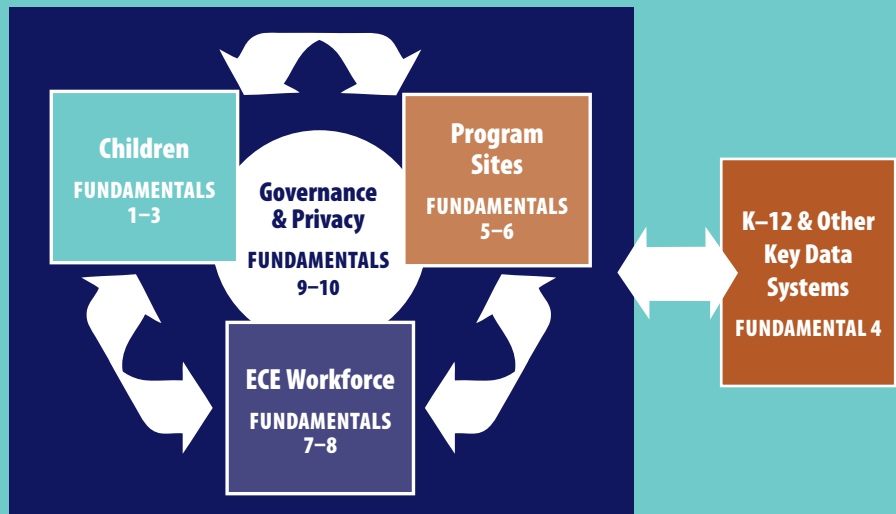 Children
FUNDAMENTALS
1–3
Governance
& Privacy
FUNDAMENTALS
9–10
Program
Sites
FUNDAMENTALS
5–6
ECE Workforce
FUNDAMENTALS
7–8
K–12 & Other
Key Data
Systems
FUNDAMENTAL 4